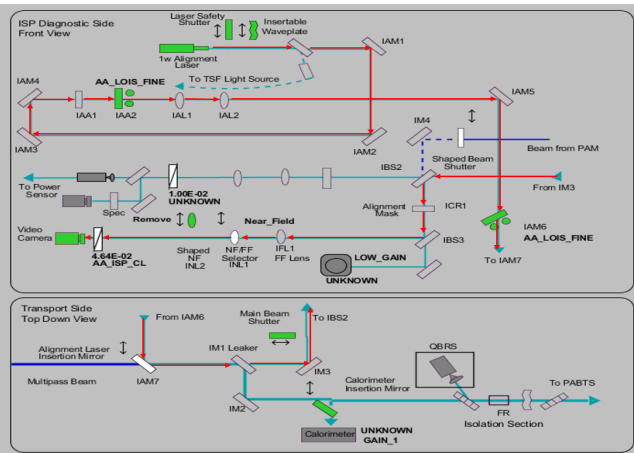 ISP Diagnostic Side
Front View
Laser Safety
Shutter
Insertable
Waveplate
IAM1
1w Alignment
Laser
To TSF Light Source
IAM4
AA_LOIS_FINE
IAM5
IAA1
IAA2
IAL1
IAL2
IM4
IAM3
IAM2
Shaped Beam
Shutter
Beam from PAM
IBS2
To Power
Sensor
Spec
1.00E-02
UNKNOWN
From IM3
Alignment
Mask
ICR1
Remove
Near_Field
IAM6
AA_LOIS_FINE
Video
Camera
IBS3
4.64E-02
AA_ISP_CL
Shaped
NF
INL2
NF/FF
Selector
INL1
IFL1
FF Lens
LOW_GAIN
UNKNOWN
To IAM7
Transport Side
Top Down View
From IAM6
Main Beam
Shutter
To IBS2
Alignment Laser
Insertion Mirror
IM1 Leaker
QBRS
Multipass Beam
IAM7
IM3
Calorimeter
Insertion Mirror
To PABTS
IM2
FR
Isolation Section
Calorimeter
UNKNOWN
GAIN_1